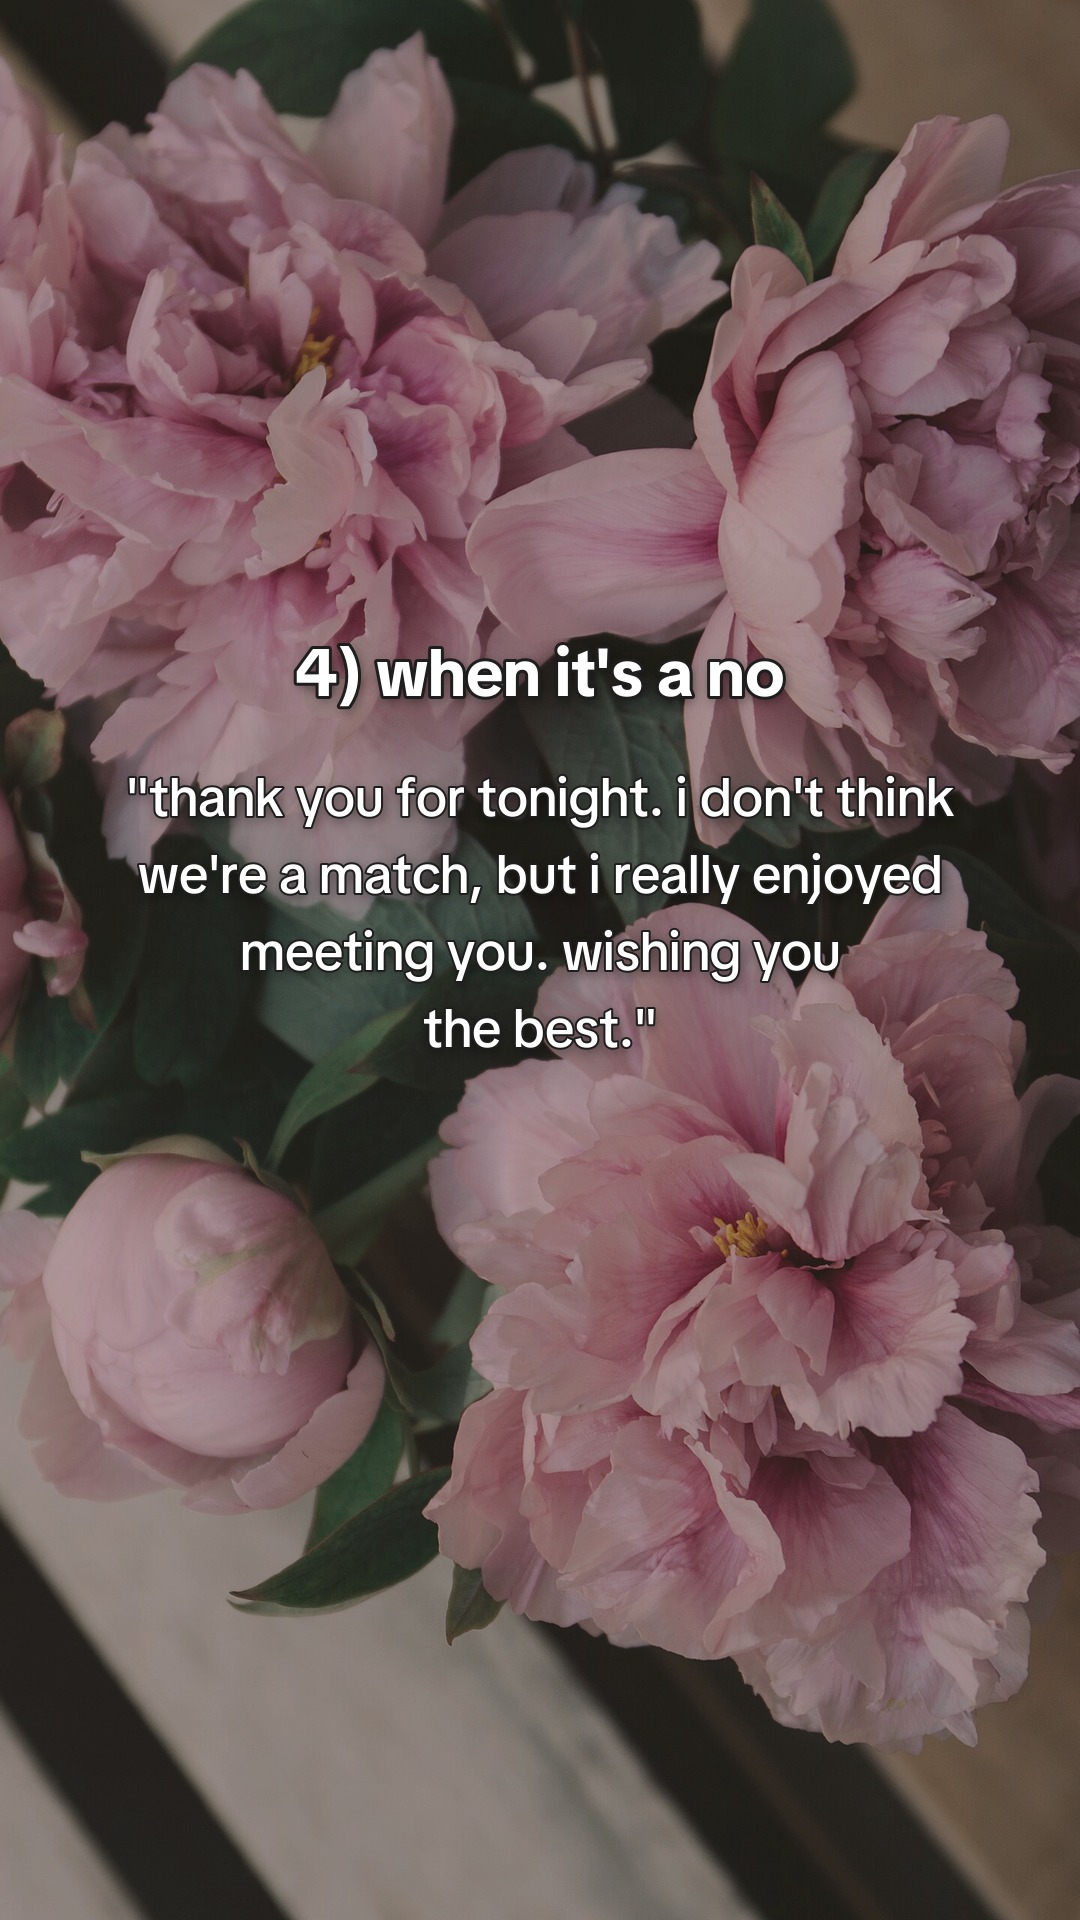 4) when it's a no
"thank you for tonight. i don't think
we're a match, but i really enjoyed
meeting you. wishing you
the best."